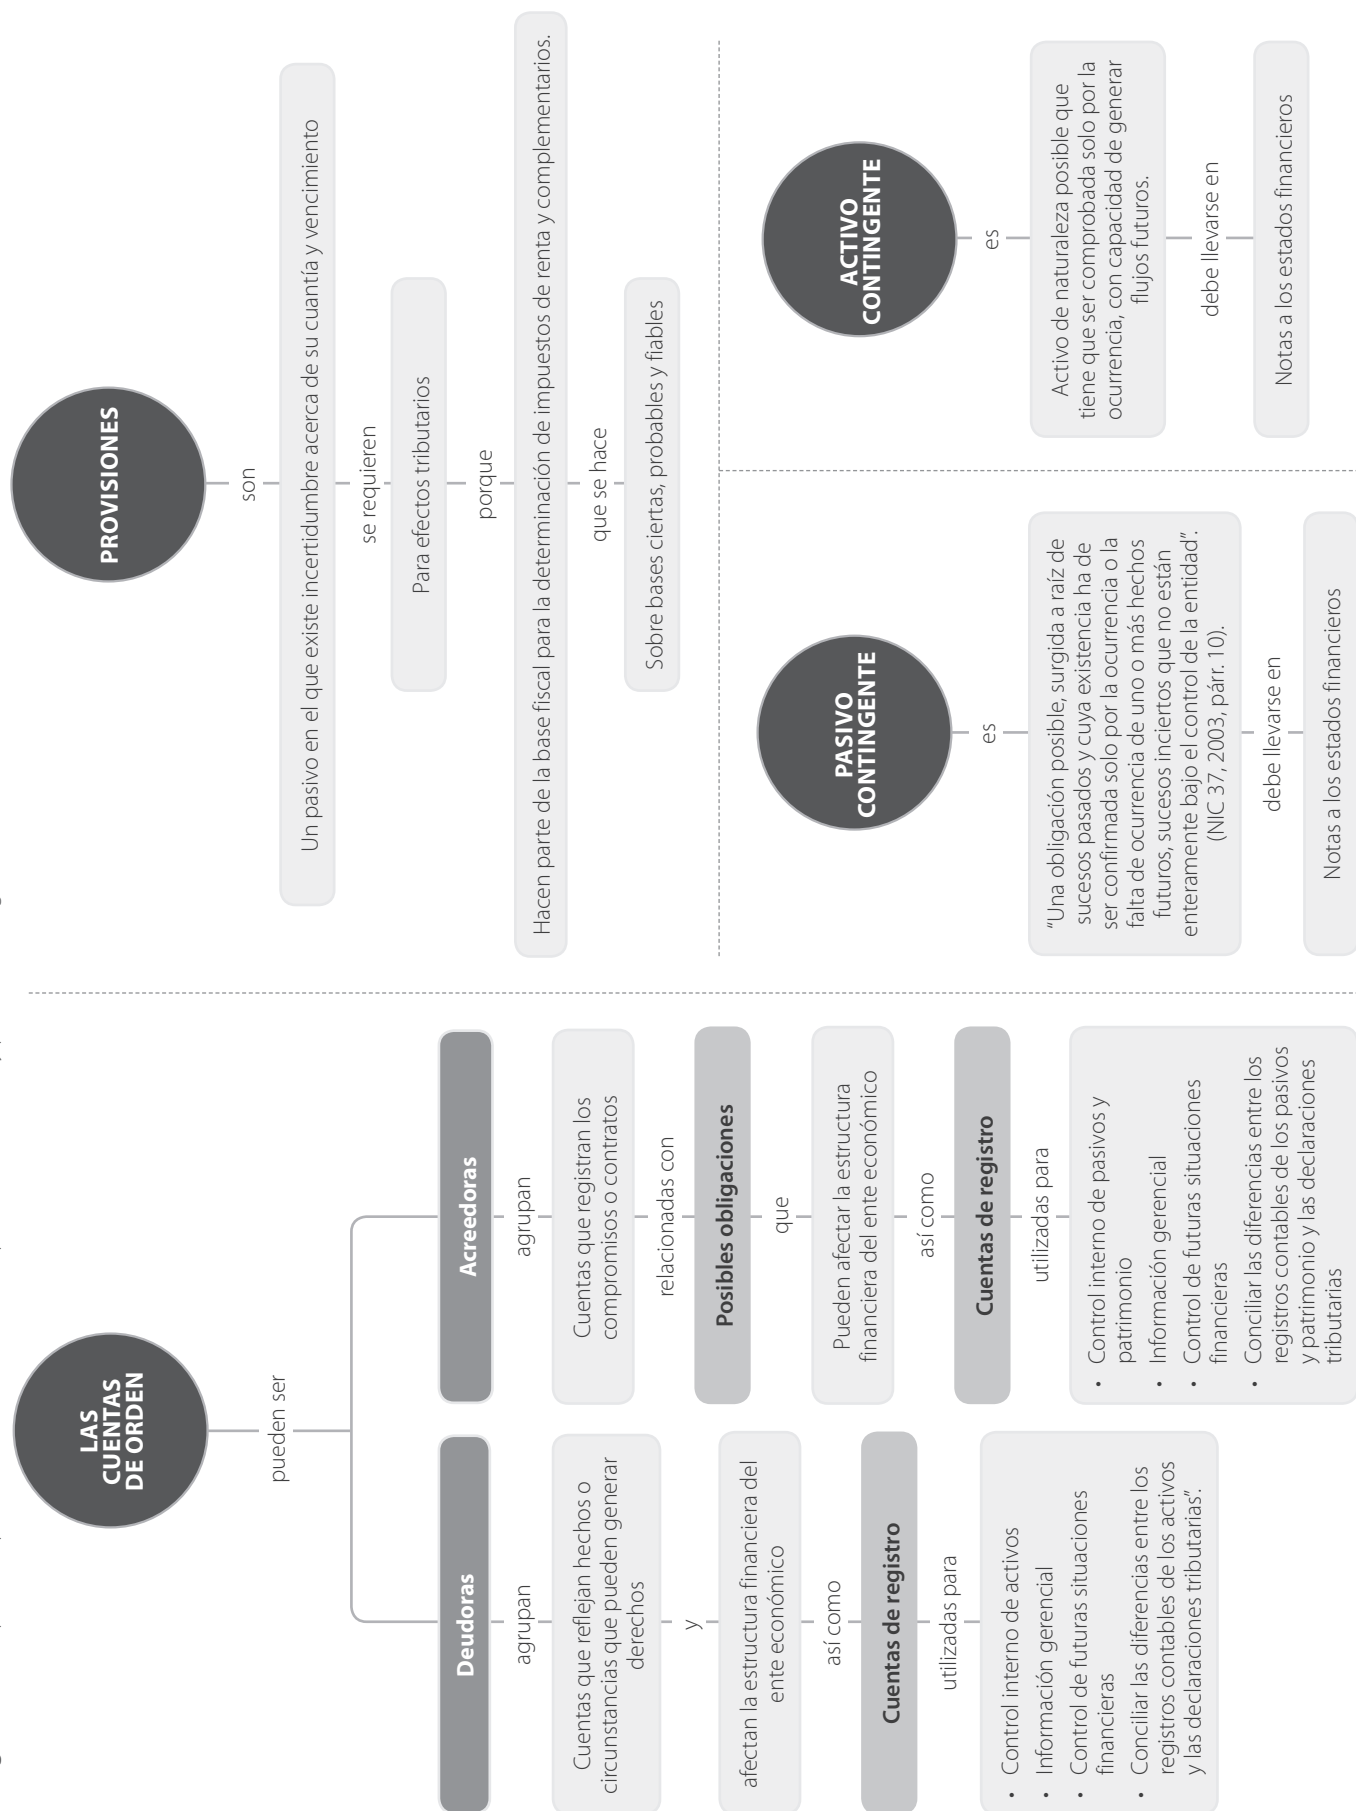 LAS
CUENTAS
DE ORDEN
pueden ser
Deudoras
agrupan
Cuentas que reflejan hechos o
circunstancias que pueden generar
derechos
y
afectan la estructura financiera del
ente económico
así como
Cuentas de registro
utilizadas para
• Control interno de activos
• Información gerencial
• Control de futuras situaciones
financieras
• Conciliar las diferencias entre los
registros contables de los activos
y las declaraciones tributarias”.
Acreedoras
agrupan
Cuentas que registran los
compromisos o contratos
relacionadas con
Posibles obligaciones
que
Pueden afectar la estructura
financiera del ente económico
así como
Cuentas de registro
utilizadas para
• Control interno de pasivos y
patrimonio
• Información gerencial
• Control de futuras situaciones
financieras
• Conciliar las diferencias entre los
registros contables de los pasivos
y patrimonio y las declaraciones
tributarias
PROVISIONES
son
Un pasivo en el que existe incertidumbre acerca de su cuantía y vencimiento
se requieren
Para efectos tributarios
porque
Hacen parte de la base fiscal para la determinación de impuestos de renta y complementarios.
que se hace
Sobre bases ciertas, probables y fiables
PASIVO
CONTINGENTE
es
“Una obligación posible, surgida a raíz de
sucesos pasados y cuya existencia ha de
ser confirmada solo por la ocurrencia o la
falta de ocurrencia de uno o más hechos
futuros, sucesos inciertos que no están
enteramente bajo el control de la entidad”.
(NIC 37, 2003, párr. 10).
debe llevarse en
Notas a los estados financieros
ACTIVO
CONTINGENTE
es
Activo de naturaleza posible que
tiene que ser comprobada solo por la
ocurrencia, con capacidad de generar
flujos futuros.
debe llevarse en
Notas a los estados financieros